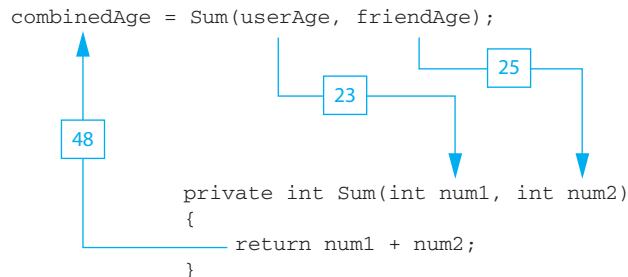 combinedAge = Sum(userAge, friendAge);
25
23
48
private int Sum(int num1, int num2)
{
return num1 + num2;
}